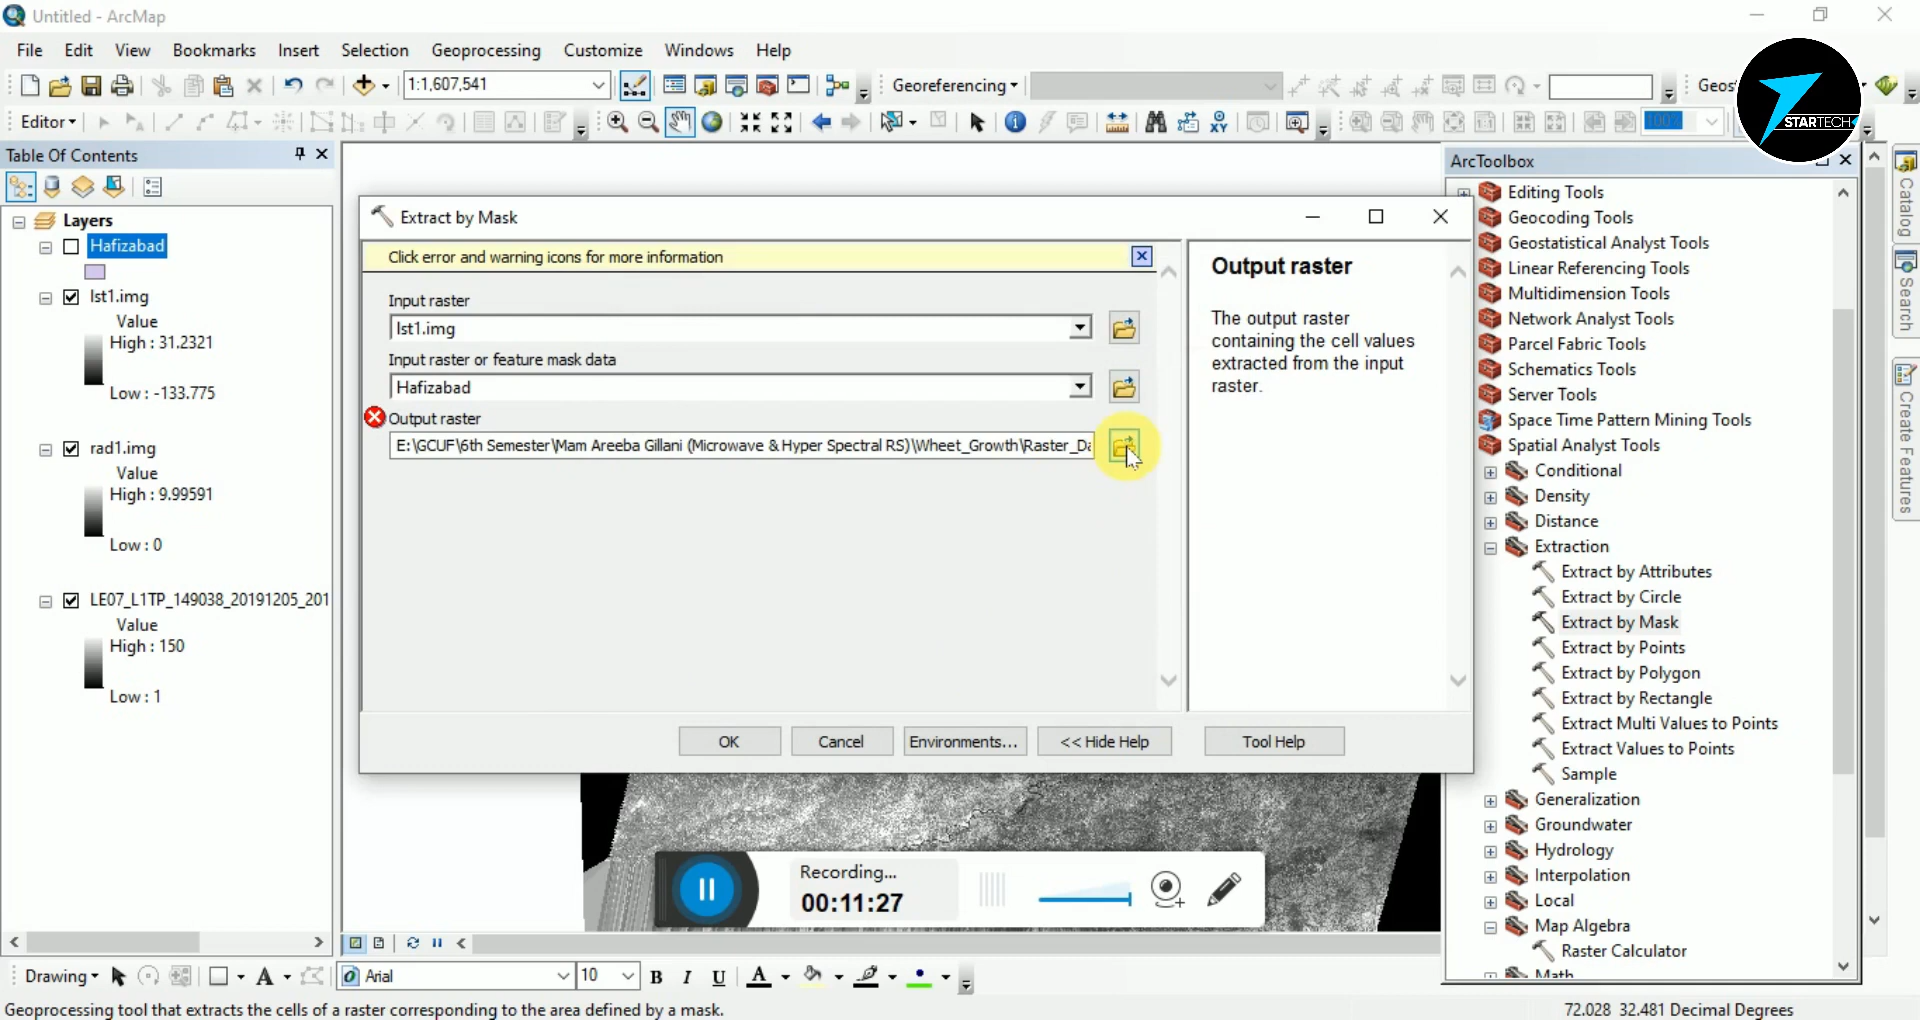 Untitled - ArcMap
File Edit View Bookmarks Insert Selection Geoprocessing Customize Windows Help
1:1,607,541
Georeferencing
Geos
STARTECH
Editor
100%
Table Of Contents
Layers
Hafizabad
lst1.img
Value
High : 31.2321
Low : -133.775
rad1.img
Value
High : 9.99591
Low : 0
LE07_L1TP_149038_20191205_201
Value
High : 150
Low : 1
Extract by Mask
Click error and warning icons for more information
Input raster
lst1.img
Input raster or feature mask data
Hafizabad
Output raster
E:\GCUF\6th Semester\Mam Areeba Gillani (Microwave & Hyper Spectral RS)\Wheet_Growth\Raster_Da
OK
Cancel
Environments...
<< Hide Help
Tool Help
Output raster
The output raster
containing the cell values
extracted from the input
raster.
Recording...
00:11:27
ArcToolbox
Editing Tools
Geocoding Tools
Geostatistical Analyst Tools
Linear Referencing Tools
Multidimension Tools
Network Analyst Tools
Parcel Fabric Tools
Schematics Tools
Server Tools
Space Time Pattern Mining Tools
Spatial Analyst Tools
Conditional
Density
Distance
Extraction
Extract by Attributes
Extract by Circle
Extract by Mask
Extract by Points
Extract by Polygon
Extract by Rectangle
Extract Multi Values to Points
Extract Values to Points
Sample
Generalization
Groundwater
Hydrology
Interpolation
Local
Map Algebra
Raster Calculator
Math
Catalog
Search
Create Features
Drawing
A
Arial
10
B I U A
Geoprocessing tool that extracts the cells of a raster corresponding to the area defined by a mask.
72.028 32.481 Decimal Degrees